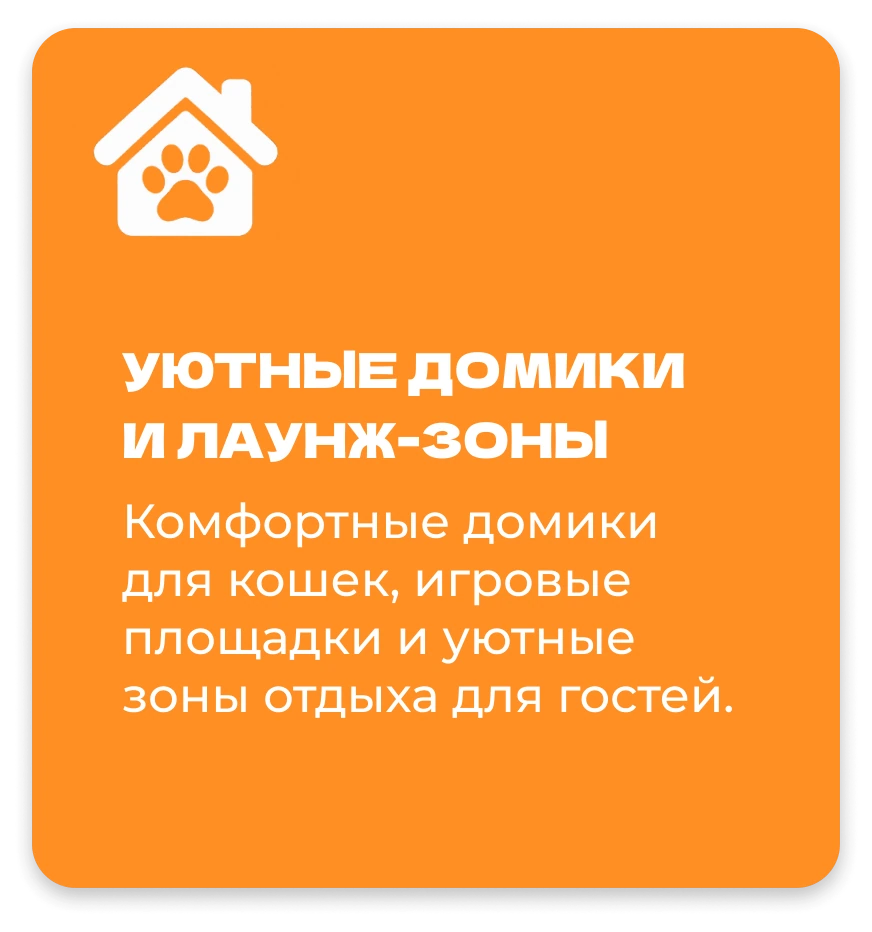 УЮТНЫЕ ДОМИКИ
И ЛАУНЖ-ЗОНЫ
Комфортные домики
для кошек, игровые
площадки и уютные
зоны отдыха для гостей.